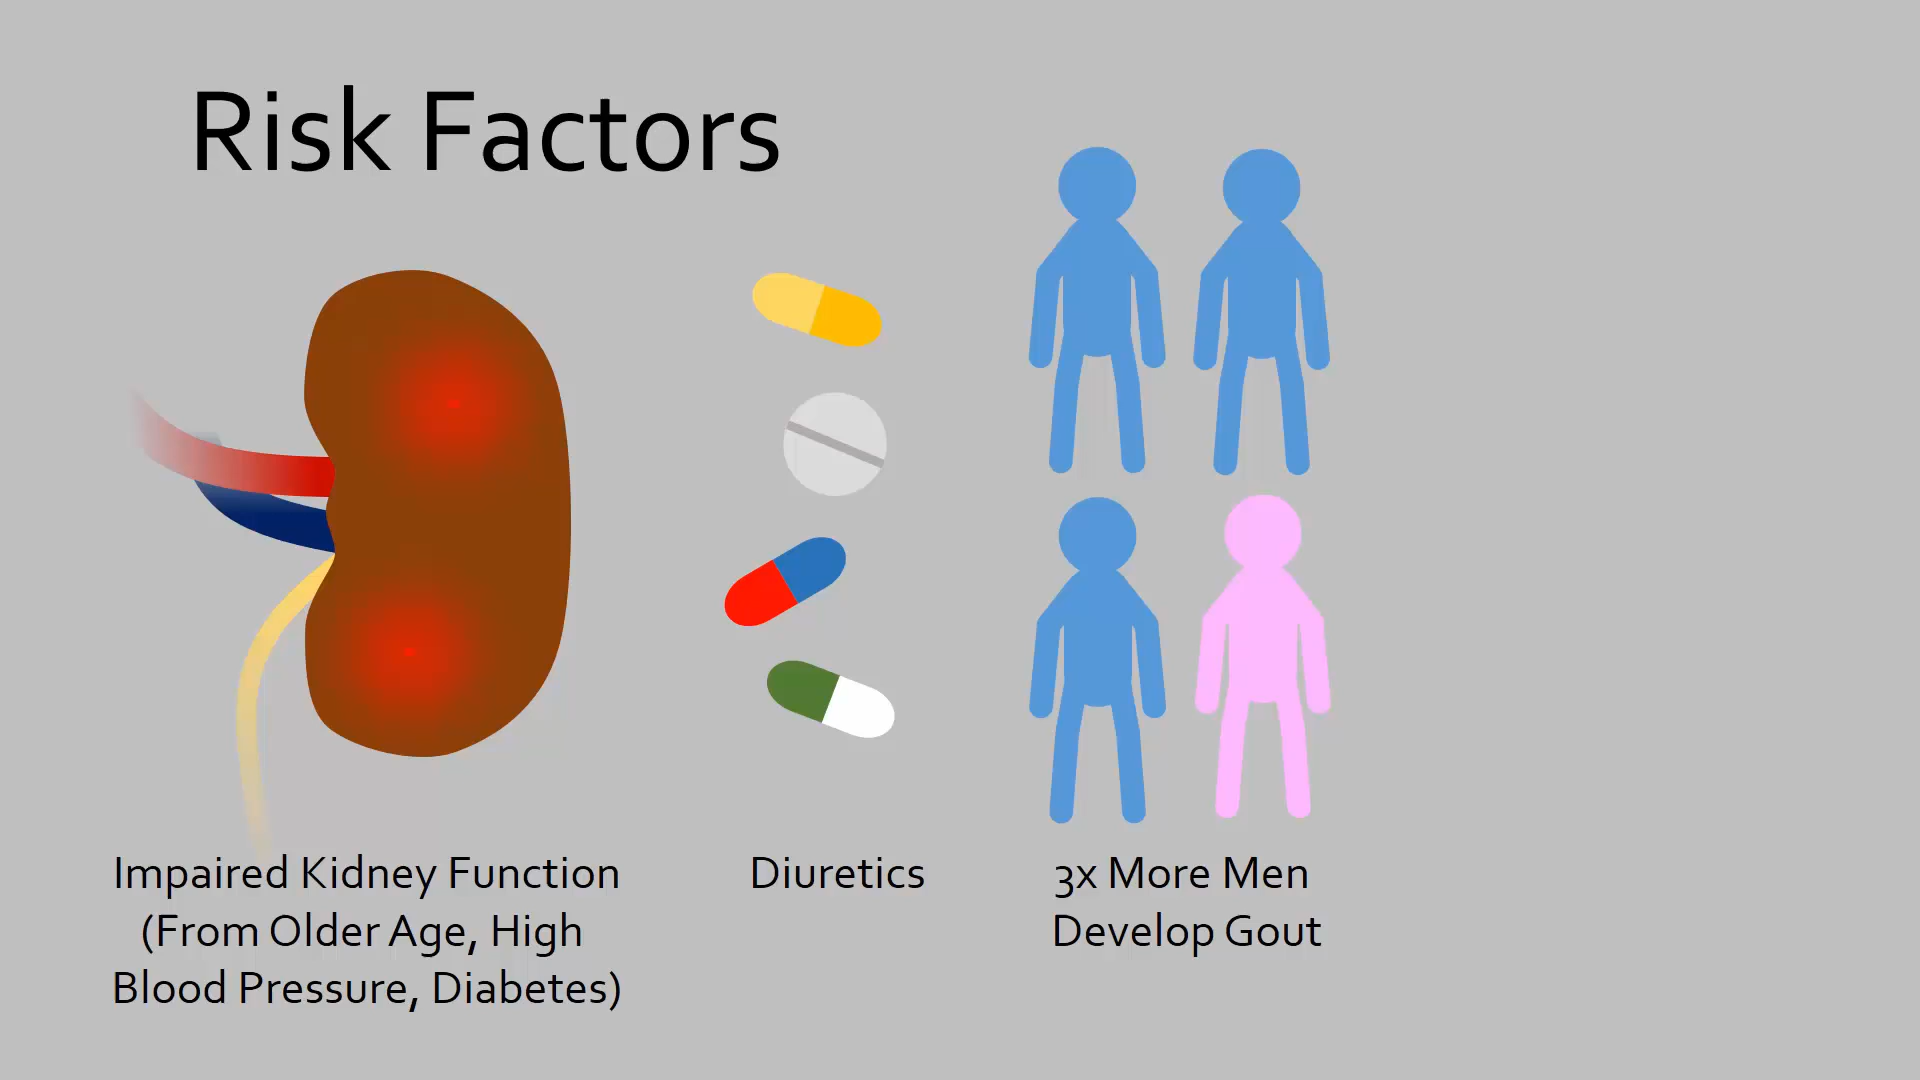 Risk Factors
Impaired Kidney Function
(From Older Age, High
Blood Pressure, Diabetes)
Diuretics
3x More Men
Develop Gout